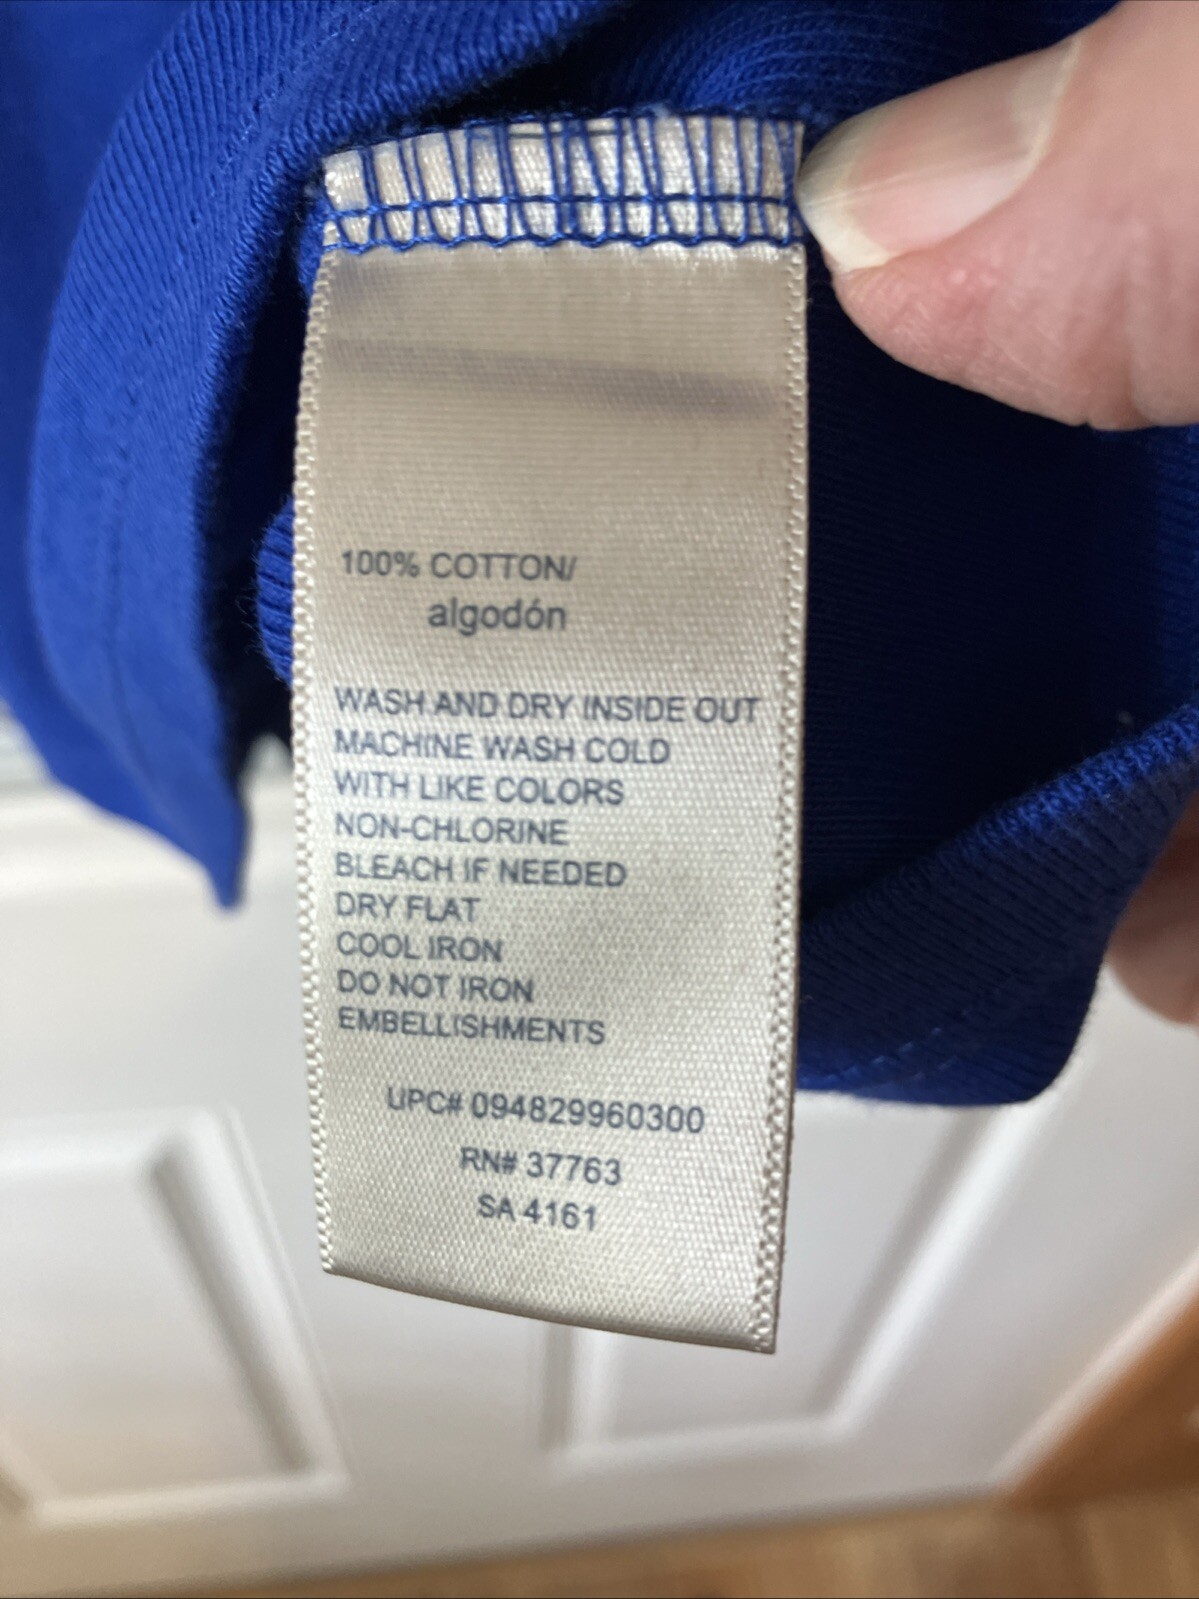 100% COTTON/
algodón
WASH AND DRY INSIDE OUT
MACHINE WASH COLD
WITH LIKE COLORS
NON-CHLORINE
BLEACH IF NEEDED
DRY FLAT
COOL IRON
DO NOT IRON
EMBELLISHMENTS
UPC# 094829960300
RN# 37763
SA 4161